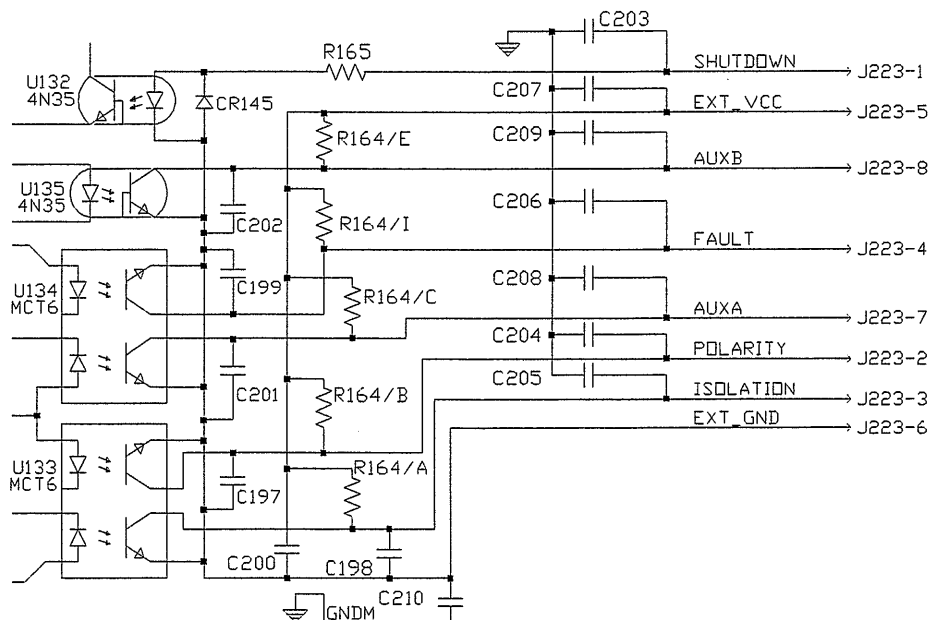 C203
R165
SHUTDOWN
J223-1
U132
4N35
CR145
C207
EXT_VCC
J223-5
R164/E
C209
AUXB
J223-8
U135
4N35
C202
R164/I
C206
FAULT
J223-4
U134
MCT6
C199
R164/C
C208
AUXA
J223-7
C204
POLARITY
J223-2
C201
R164/B
C205
ISOLATION
J223-3
EXT_GND
J223-6
U133
MCT6
C197
R164/A
C200
C198
C210
GNDM